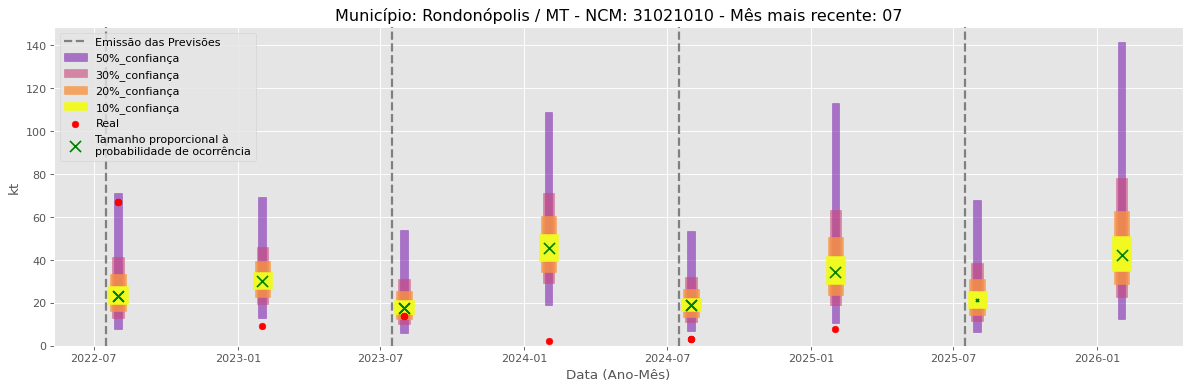 Município: Rondonópolis / MT - NCM: 31021010 - Mês mais recente: 07
kt
140
120
100
80
60
40
20
0
Emissão das Previsões
50%_confiança
30%_confiança
20%_confiança
10%_confiança
Real
Tamanho proporcional à
probabilidade de ocorrência
2022-07
2023-01
2023-07
2024-01
2024-07
2025-01
2025-07
2026-01
Data (Ano-Mês)